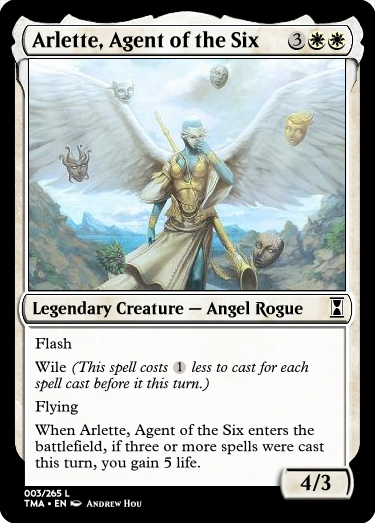 Arlette, Agent of the Six 3
Legendary Creature — Angel Rogue
Flash
Wile (This spell costs 1 less to cast for each
spell cast before it this turn.)
Flying
When Arlette, Agent of the Six enters the
battlefield, if three or more spells were cast
this turn, you gain 5 life.
4/3
003/265 L
TMA • EN Andrew Hou